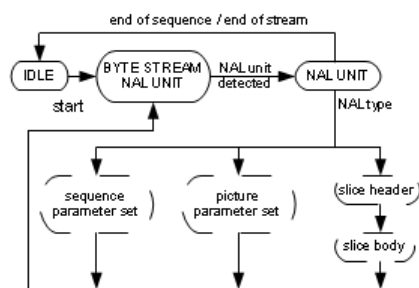 end of sequence / end of stream
IDLE
start
BYTE STREAM
NAL UNIT
NAL unit
detected
NAL UNIT
NAL type
sequence
parameter set
picture
parameter set
slice header
slice body